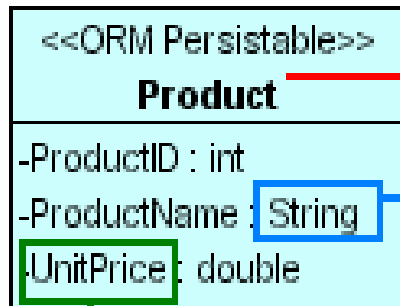 <<ORM Persistable>>
Product
-ProductID : int
-ProductName : String
-UnitPrice : double